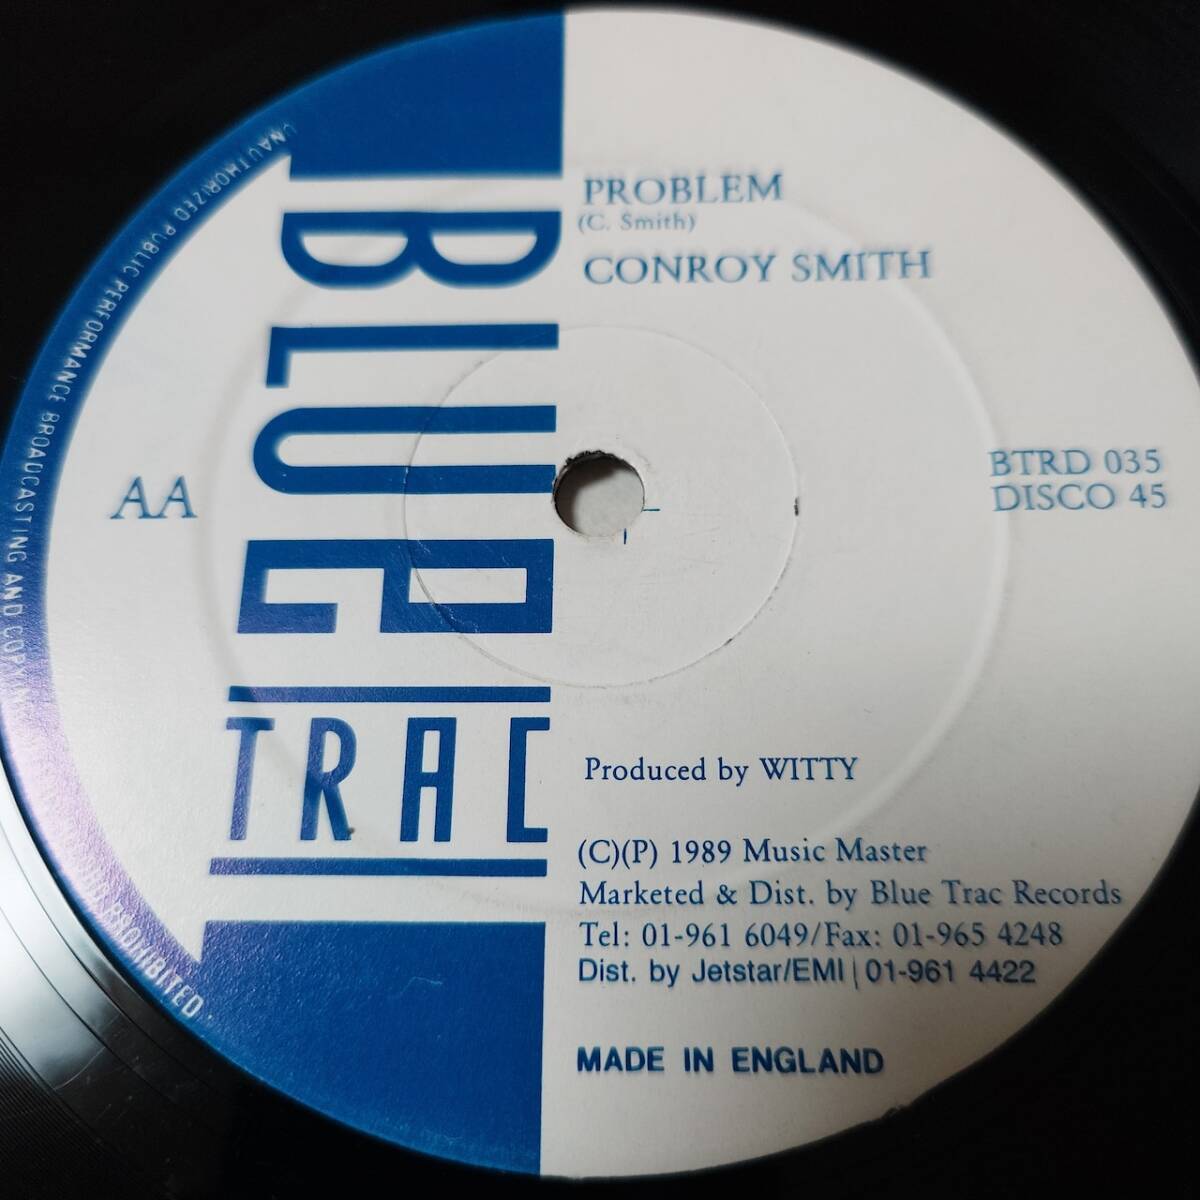 PROBLEM
(C. Smith)
CONROY SMITH
BTRD 035
DISCO 45
AA
BLUE
TRAC
Produced by WITTY
(C)(P) 1989 Music Master
Marketed & Dist. by Blue Trac Records
Tel: 01-961 6049/Fax: 01-965 4248
Dist. by Jetstar/EMI | 01-961 4422
MADE IN ENGLAND
UNAUTHORIZED PUBLIC PERFORMANCE BROADCASTING AND COPYING PROHIBITED